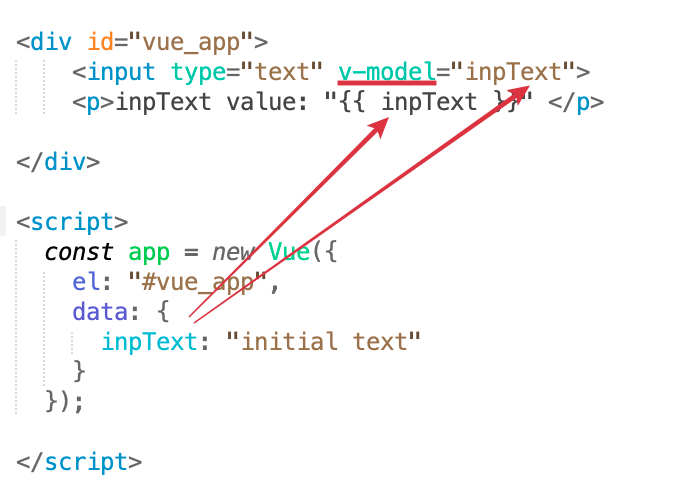 <div id="vue_app">
<input type="text" v-model="inpText">
<p>inpText value: "{{ inpText }}" </p>
</div>
<script>
const app = new Vue({
el: "#vue_app",
data: {
inpText: "initial text"
}
});
</script>